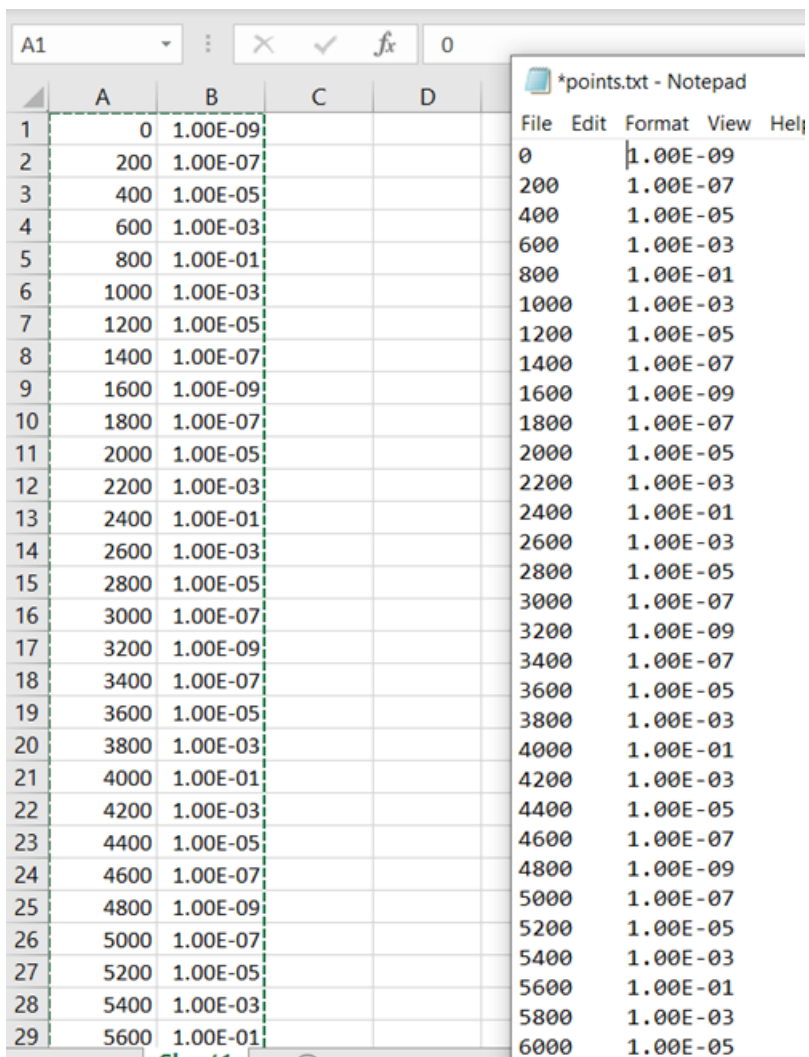 A1 fx 0
A B C D
1 0 1.00E-09
2 200 1.00E-07
3 400 1.00E-05
4 600 1.00E-03
5 800 1.00E-01
6 1000 1.00E-03
7 1200 1.00E-05
8 1400 1.00E-07
9 1600 1.00E-09
10 1800 1.00E-07
11 2000 1.00E-05
12 2200 1.00E-03
13 2400 1.00E-01
14 2600 1.00E-03
15 2800 1.00E-05
16 3000 1.00E-07
17 3200 1.00E-09
18 3400 1.00E-07
19 3600 1.00E-05
20 3800 1.00E-03
21 4000 1.00E-01
22 4200 1.00E-03
23 4400 1.00E-05
24 4600 1.00E-07
25 4800 1.00E-09
26 5000 1.00E-07
27 5200 1.00E-05
28 5400 1.00E-03
29 5600 1.00E-01
*points.txt - Notepad
File Edit Format View Help
0 1.00E-09
200 1.00E-07
400 1.00E-05
600 1.00E-03
800 1.00E-01
1000 1.00E-03
1200 1.00E-05
1400 1.00E-07
1600 1.00E-09
1800 1.00E-07
2000 1.00E-05
2200 1.00E-03
2400 1.00E-01
2600 1.00E-03
2800 1.00E-05
3000 1.00E-07
3200 1.00E-09
3400 1.00E-07
3600 1.00E-05
3800 1.00E-03
4000 1.00E-01
4200 1.00E-03
4400 1.00E-05
4600 1.00E-07
4800 1.00E-09
5000 1.00E-07
5200 1.00E-05
5400 1.00E-03
5600 1.00E-01
5800 1.00E-03
6000 1.00E-05